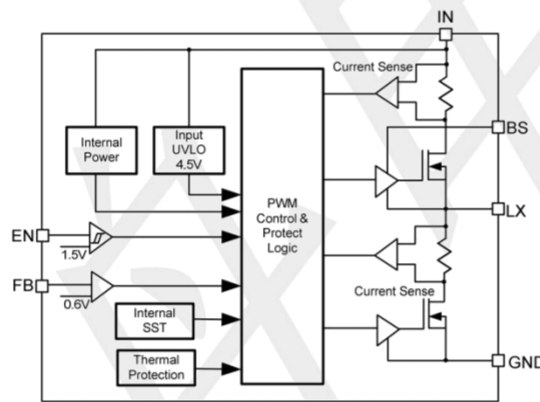 IN
Current Sense
Internal
Power
Input
UVLO
4.5V
BS
PWM
Control &
Protect
Logic
LX
EN
1.5V
FB
0.6V
Current Sense
Internal
SST
Thermal
Protection
GND